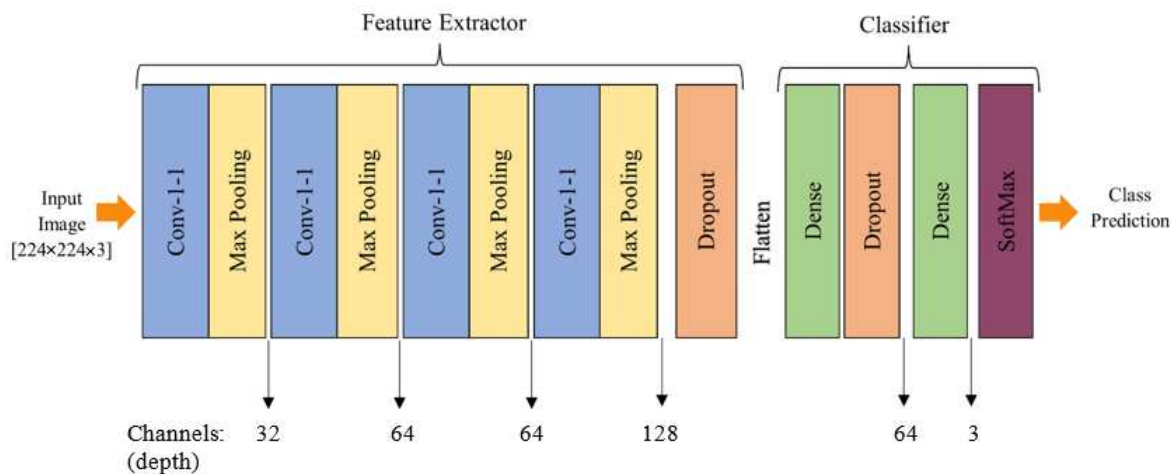 Feature Extractor
Classifier
Input
Image
[224×224×3]
Conv-1-1
Max Pooling
Conv-1-1
Max Pooling
Conv-1-1
Max Pooling
Conv-1-1
Max Pooling
Dropout
Flatten
Dense
Dropout
Dense
SoftMax
Class
Prediction
Channels: 32 64 64 128 64 3
(depth)